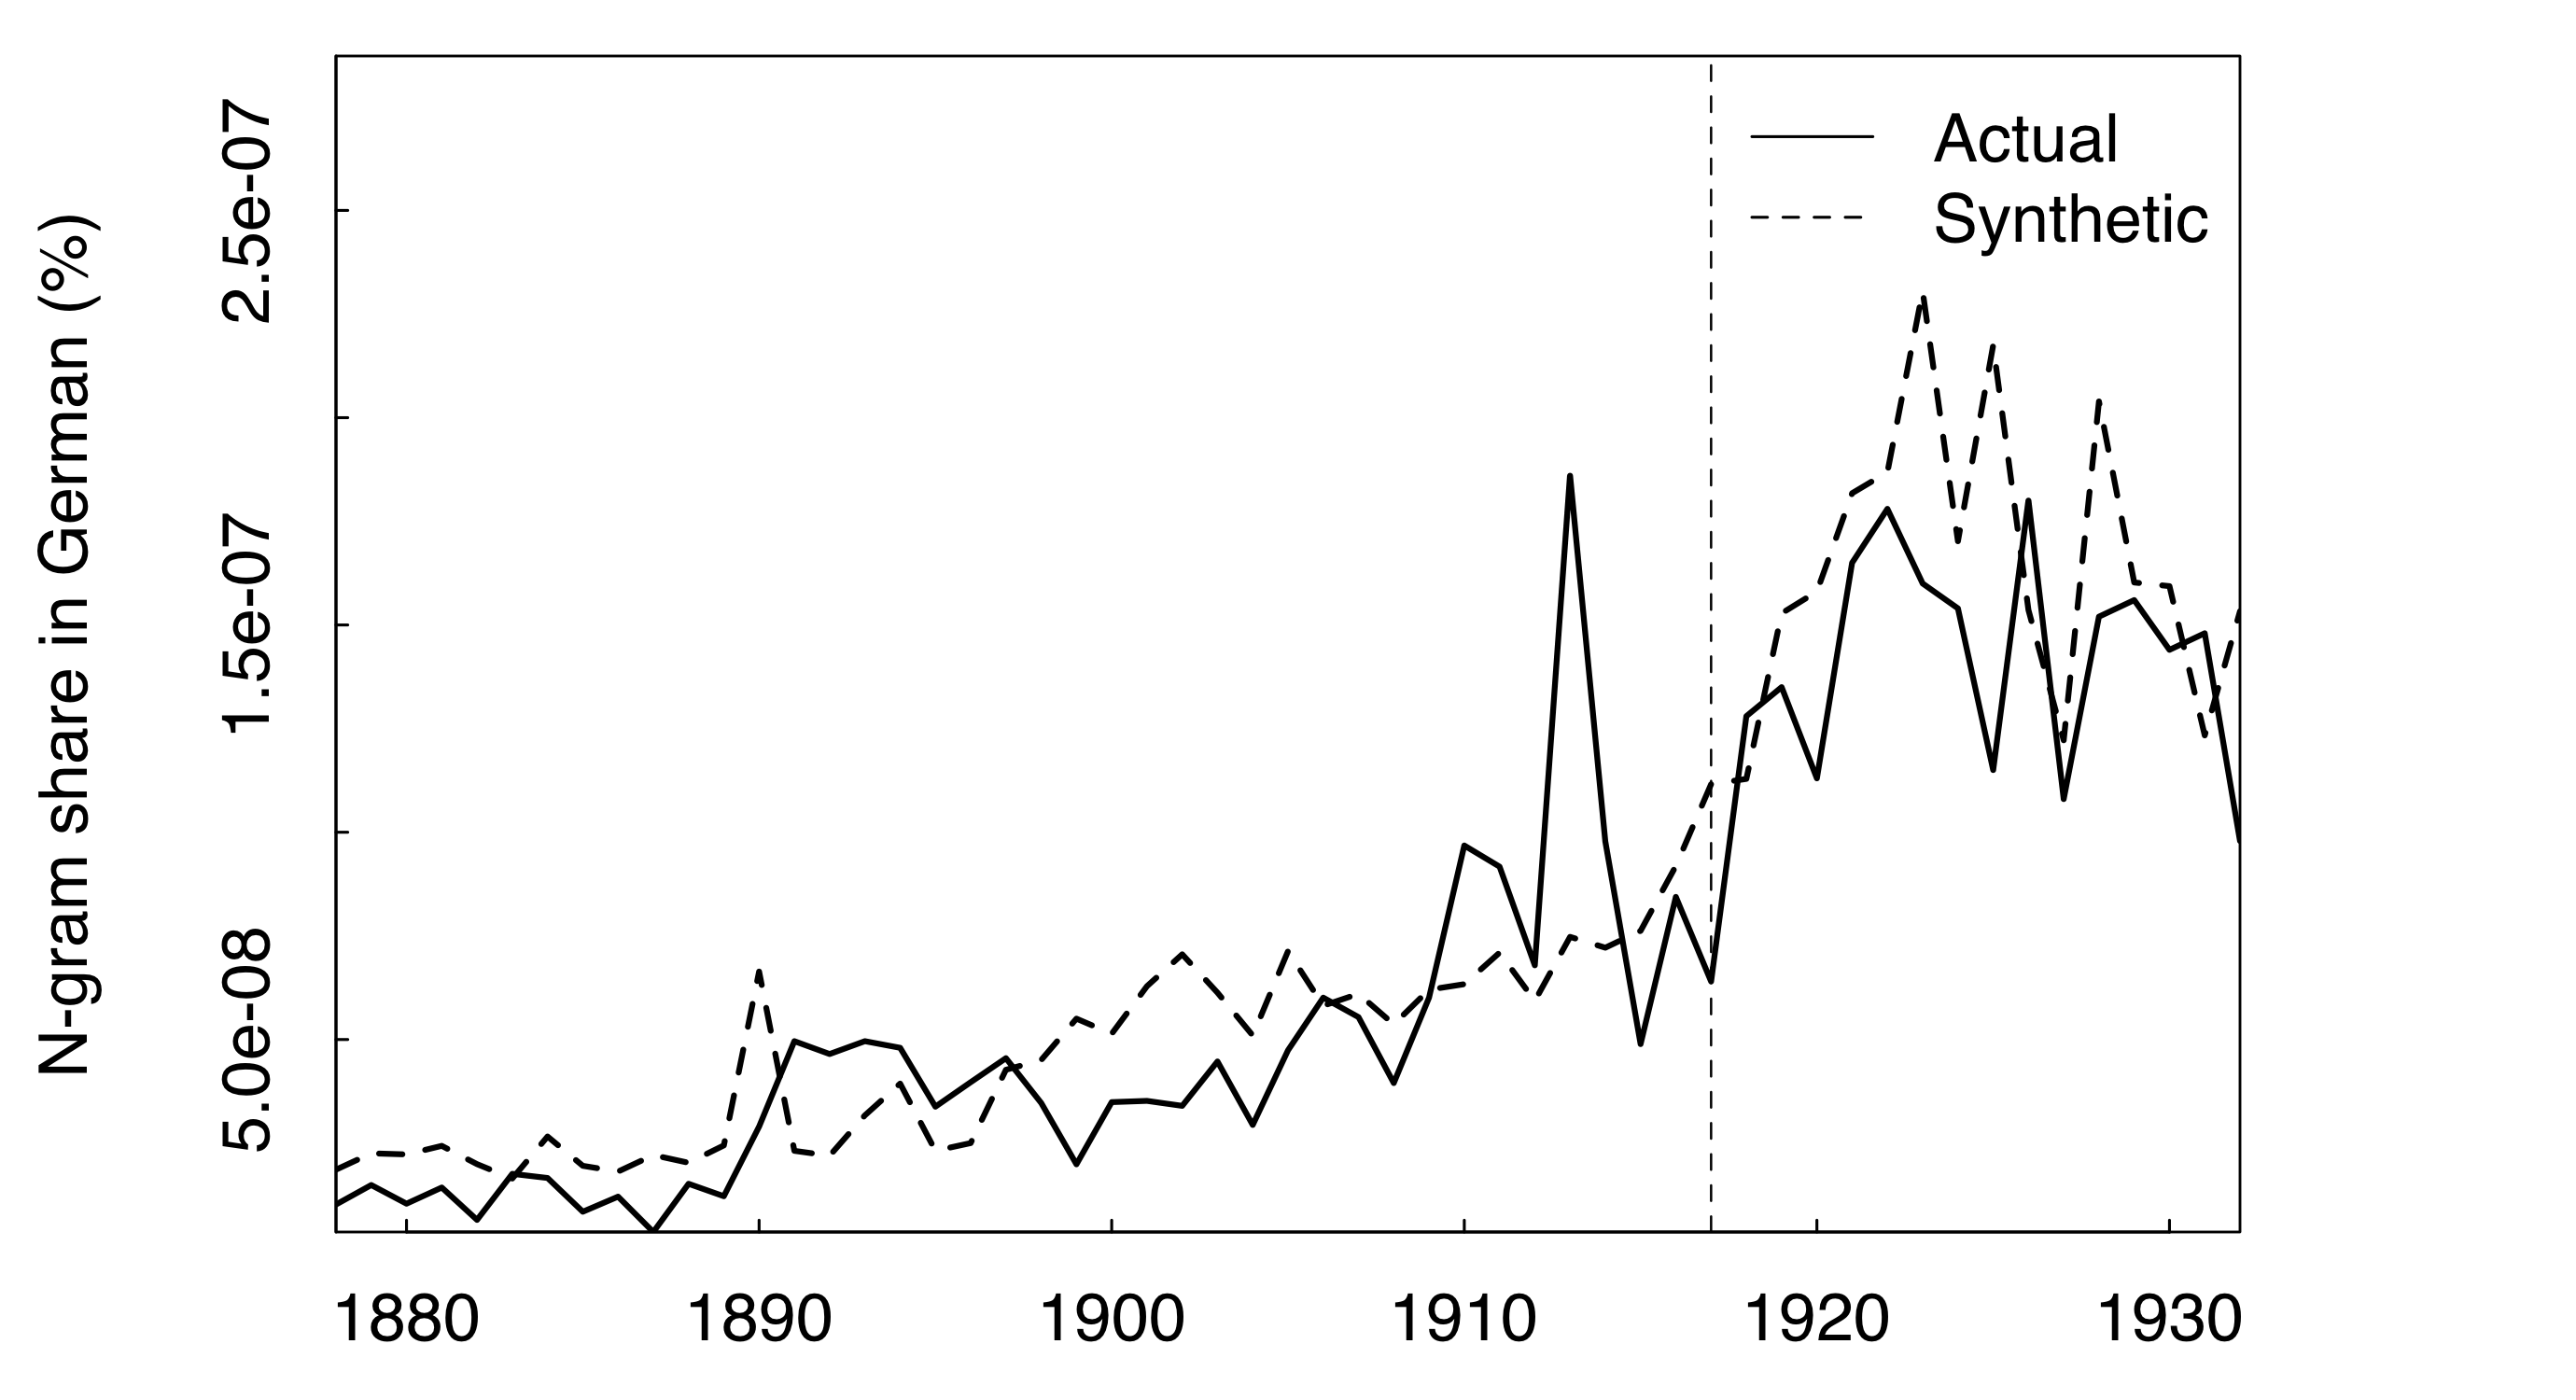 N-gram share in German (%)
2.5e-07
1.5e-07
5.0e-08
Actual
Synthetic
1880 1890 1900 1910 1920 1930